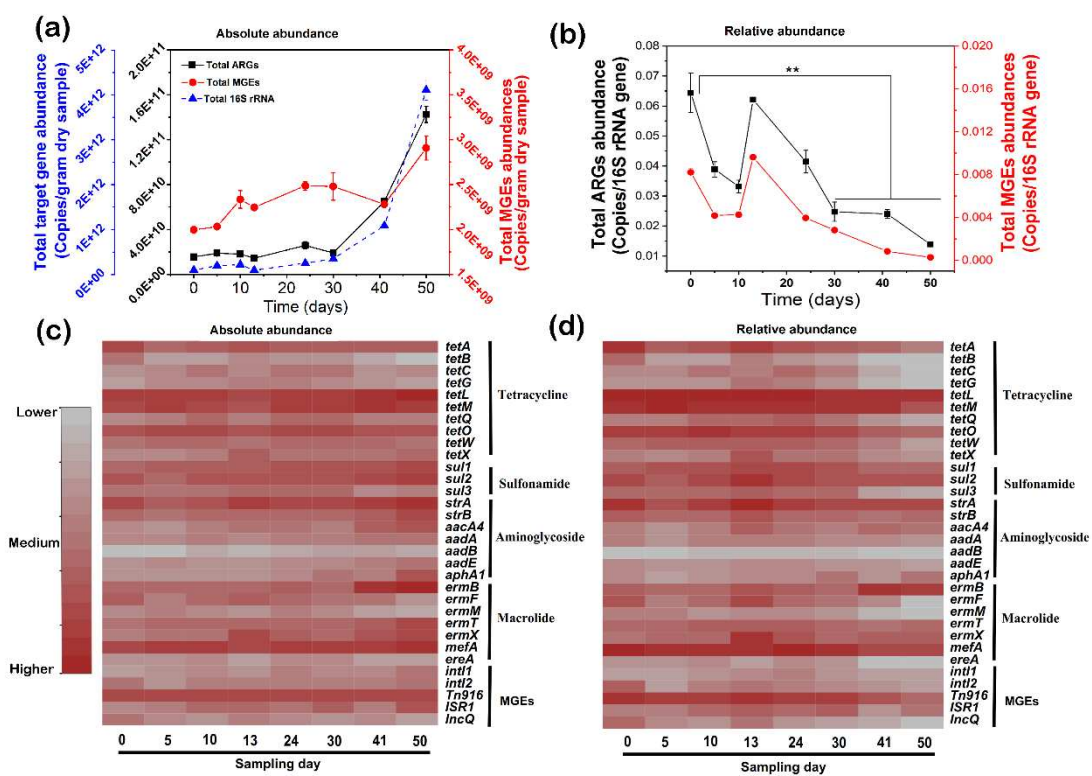 (a)
Absolute abundance
Total target gene abundance
(Copies/gram dry sample)
5E+12
4E+12
3E+12
2E+12
1E+12
0E+00
2.0E+11
1.6E+11
1.2E+11
8.0E+10
4.0E+10
0.0E+00
Total ARGs
Total MGEs
Total 16S rRNA
4.0E+09
3.5E+09
3.0E+09
2.5E+09
2.0E+09
1.5E+09
Total MGEs abundances
(Copies/gram dry sample)
0 10 20 30 40 50
Time (days)
(b)
Relative abundance
Total ARGs abundance
(Copies/16S rRNA gene)
0.08
0.07
0.06
0.05
0.04
0.03
0.02
0.01
**
0.020
0.016
0.012
0.008
0.004
0.000
Total MGEs abundances
(Copies/16S rRNA gene)
0 10 20 30 40 50
Time (days)
(c)
Absolute abundance
Lower
Medium
Higher
tetA
tetB
tetC
tetG
tetL
tetM
tetQ
tetO
tetW
tetX
sul1
sul2
sul3
strA
strB
aacA4
aadA
aadB
aadE
aphA1
ermB
ermF
ermM
ermT
ermX
mefA
ereA
intI1
intI2
Tn916
ISR1
IncQ
Tetracycline
Sulfonamide
Aminoglycoside
Macrolide
MGEs
0 5 10 13 24 30 41 50
Sampling day
(d)
Relative abundance
tetA
tetB
tetC
tetG
tetL
tetM
tetQ
tetO
tetW
tetX
sul1
sul2
sul3
strA
strB
aacA4
aadA
aadB
aadE
aphA1
ermB
ermF
ermM
ermT
ermX
mefA
ereA
intI1
intI2
Tn916
ISR1
IncQ
Tetracycline
Sulfonamide
Aminoglycoside
Macrolide
MGEs
0 5 10 13 24 30 41 50
Sampling day